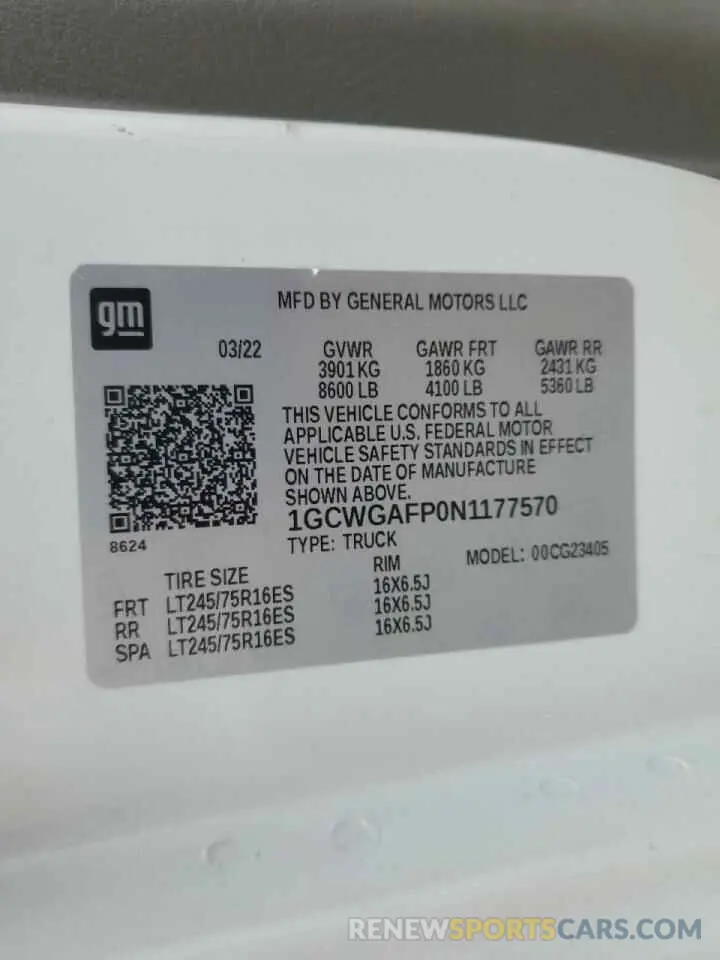 gm
MFD BY GENERAL MOTORS LLC
03/22 GVWR GAWR FRT GAWR RR
3901 KG 1860 KG 2431 KG
8600 LB 4100 LB 5360 LB
THIS VEHICLE CONFORMS TO ALL
APPLICABLE U.S. FEDERAL MOTOR
VEHICLE SAFETY STANDARDS IN EFFECT
ON THE DATE OF MANUFACTURE
SHOWN ABOVE.
1GCWGAFP0N1177570
8624
TYPE: TRUCK MODEL: 00CG23405
TIRE SIZE RIM
FRT LT245/75R16ES 16X6.5J
RR LT245/75R16ES 16X6.5J
SPA LT245/75R16ES 16X6.5J
RENEWSPORTSCARS.COM